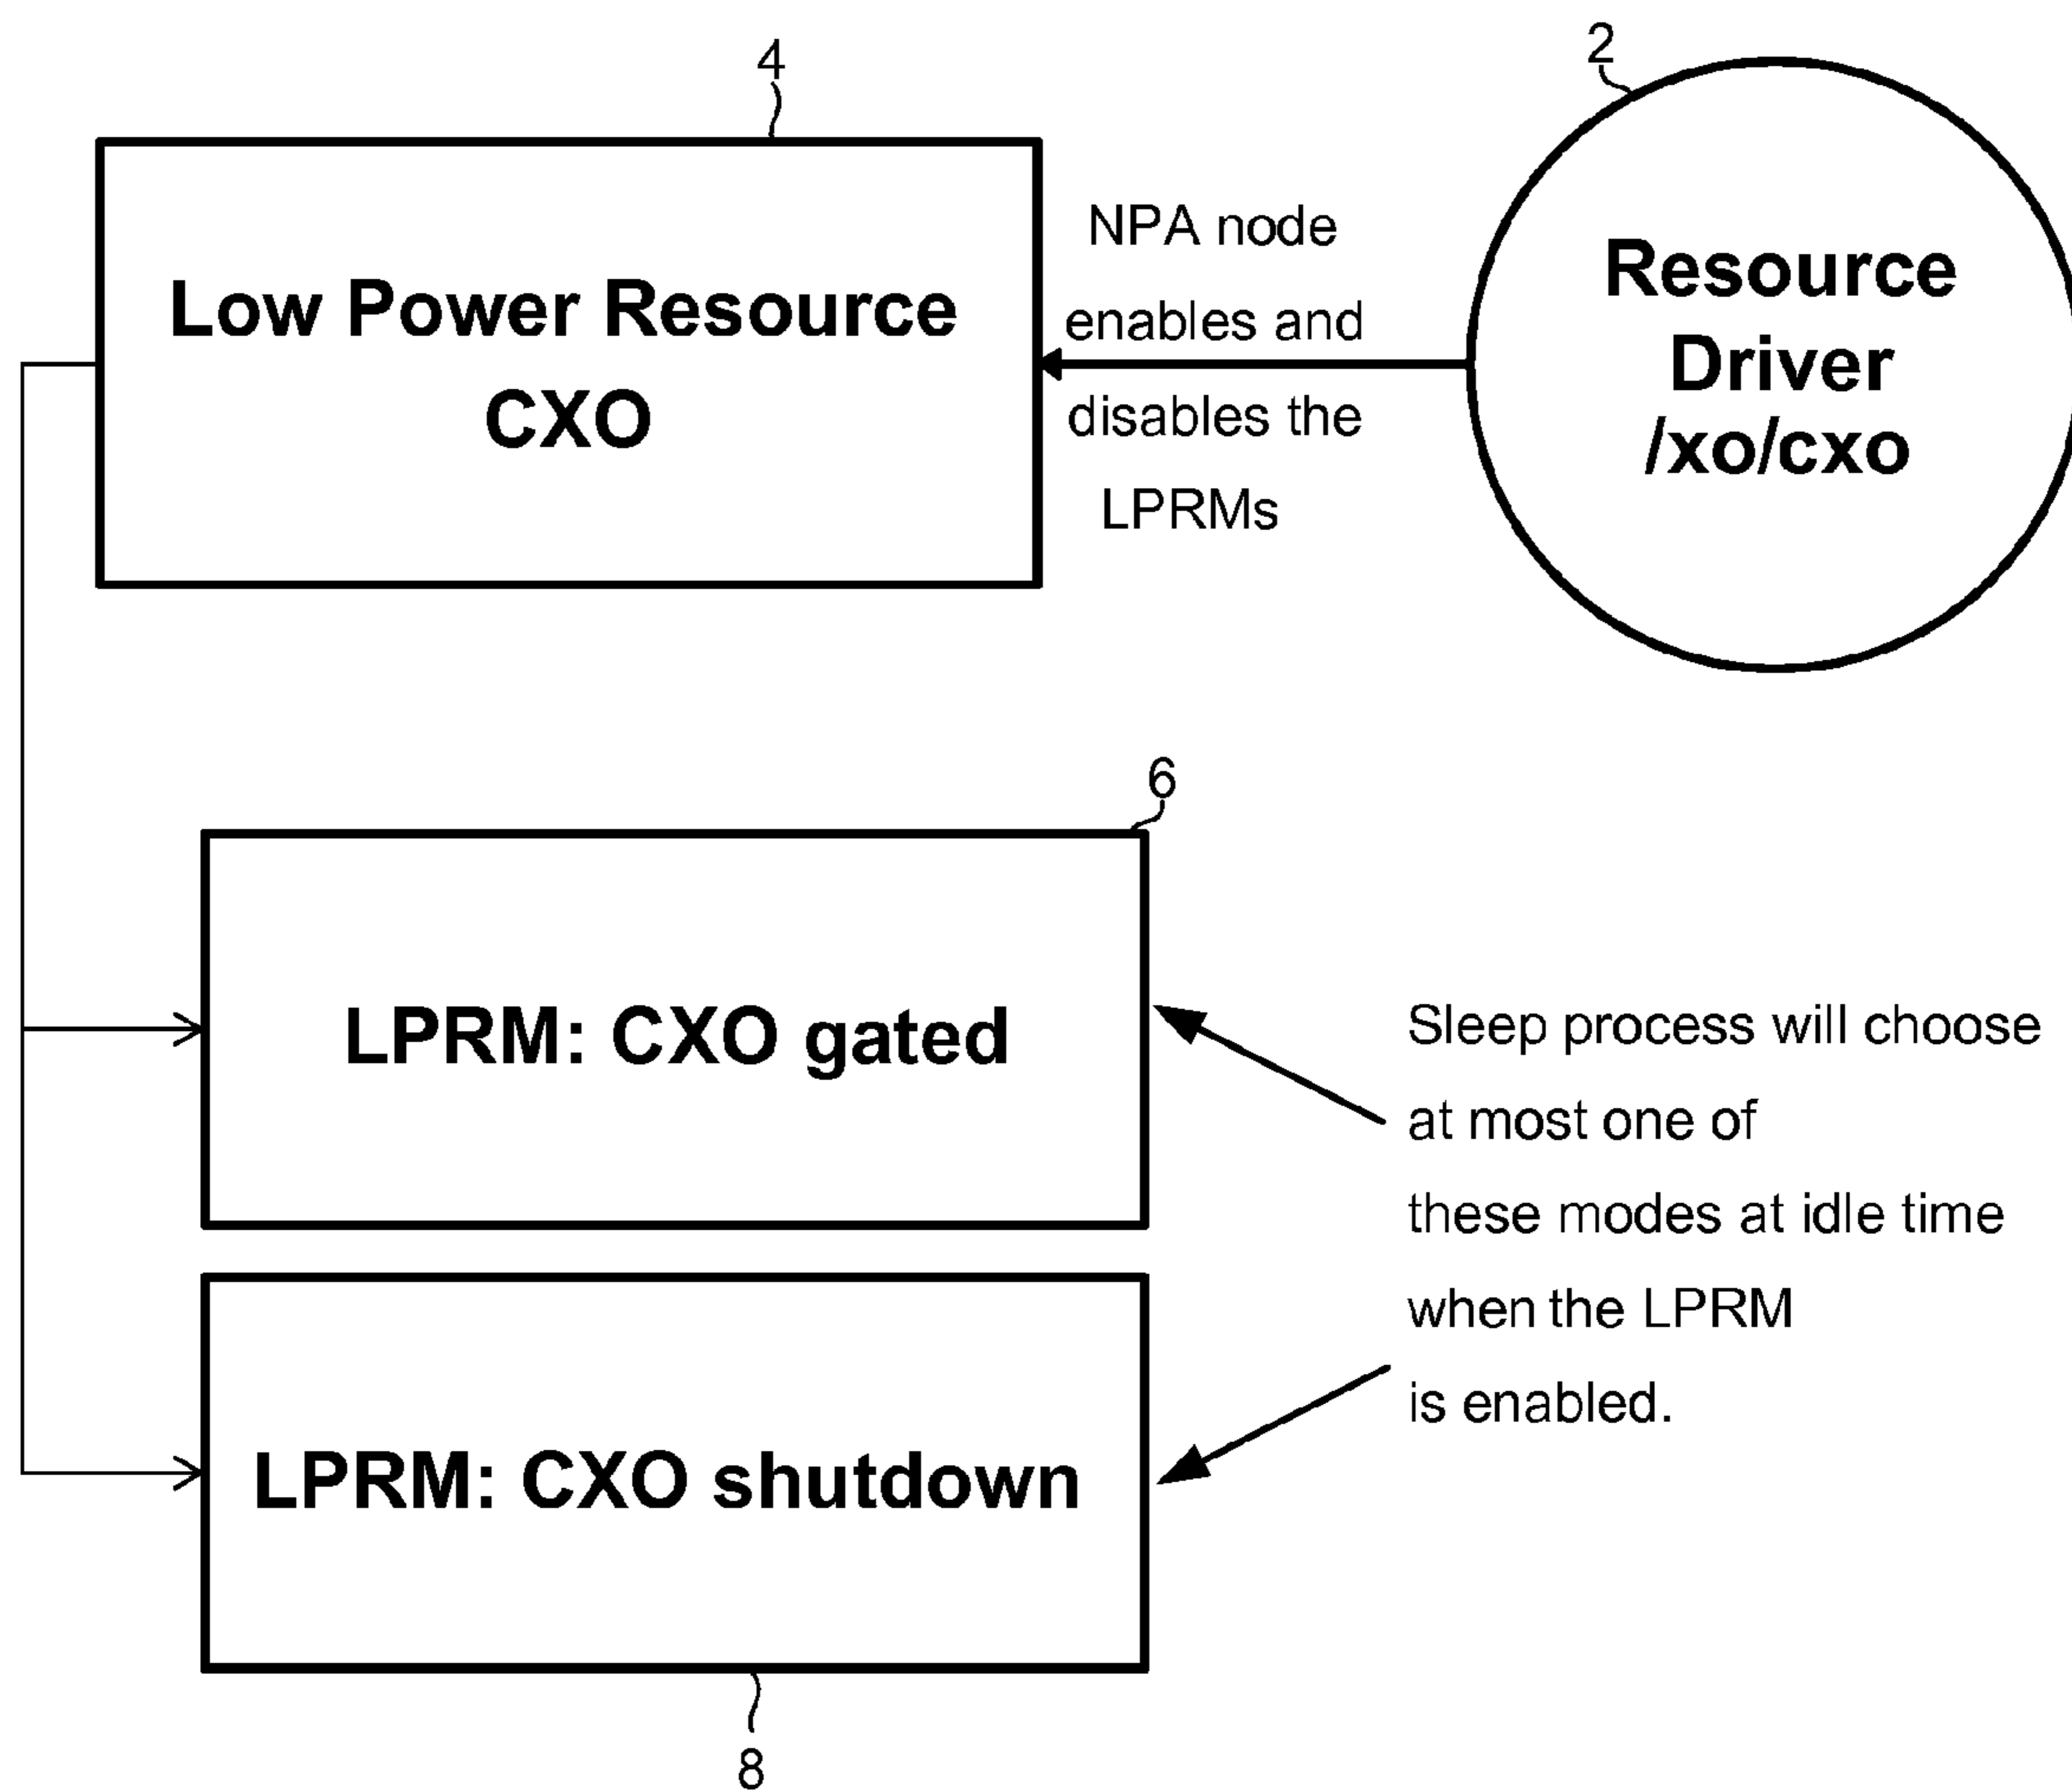 4
2
Low Power Resource
CXO
NPA node
enables and
disables the
LPRMs
Resource
Driver
/xo/cxo
6
LPRM: CXO gated
Sleep process will choose
at most one of
these modes at idle time
when the LPRM
is enabled.
LPRM: CXO shutdown
8